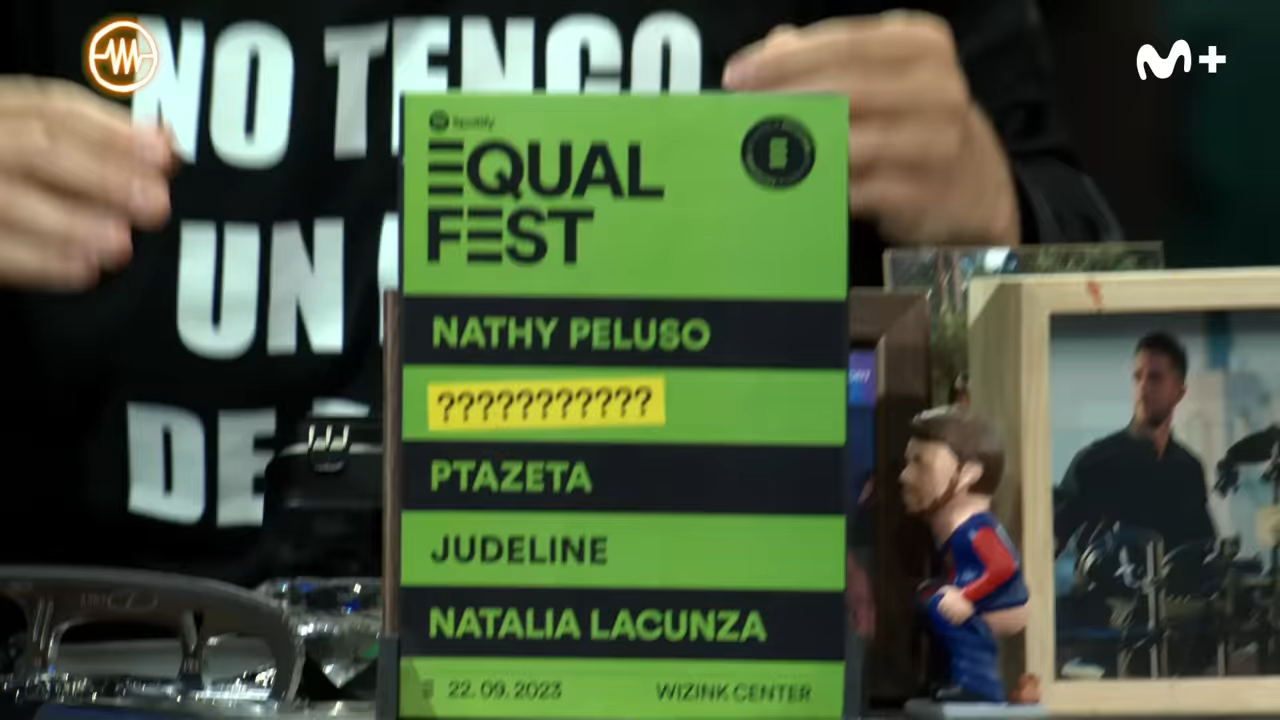 NO TENGO
M+
Spotify
EQUAL
FEST
UN
NATHY PELUSO
???????????
DE
PTAZETA
JUDELINE
NATALIA LACUNZA
22. 09. 2023 WIZINK CENTER